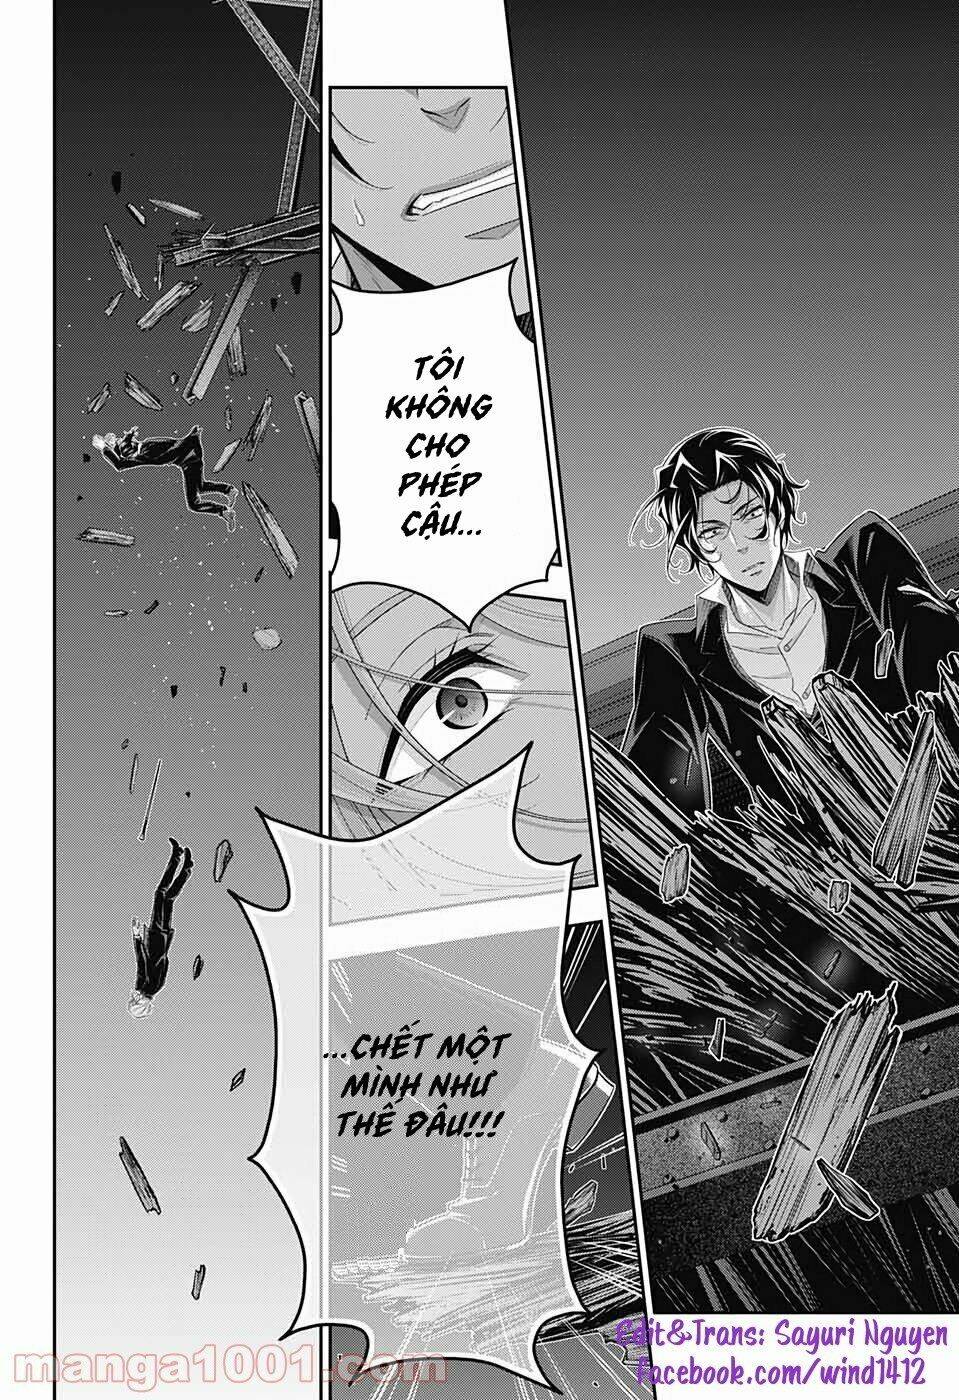 TÔI
KHÔNG
CHO
PHÉP
CẬU...
...CHẾT MỘT
MÌNH NHƯ
THẾ ĐÂU!!!
Edit&Trans: Sayuri Nguyen
Facebook.com/wind1412
manga1001.com